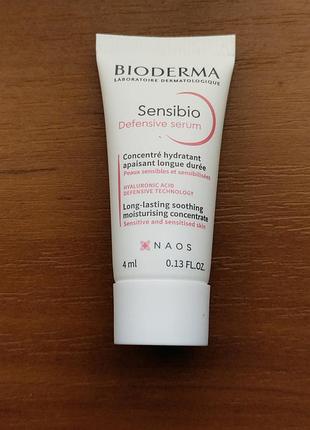 BIODERMA
LABORATOIRE DERMATOLOGIQUE
Sensibio
Defensive serum
Concentré hydratant
apaisant longue durée
Peaux sensibles et sensibilisées
HYALURONIC ACID
DEFENSIVE TECHNOLOGY
Long-lasting soothing
moisturising concentrate
Sensitive and sensitised skin
NAOS
4 ml 0.13 FL.OZ.